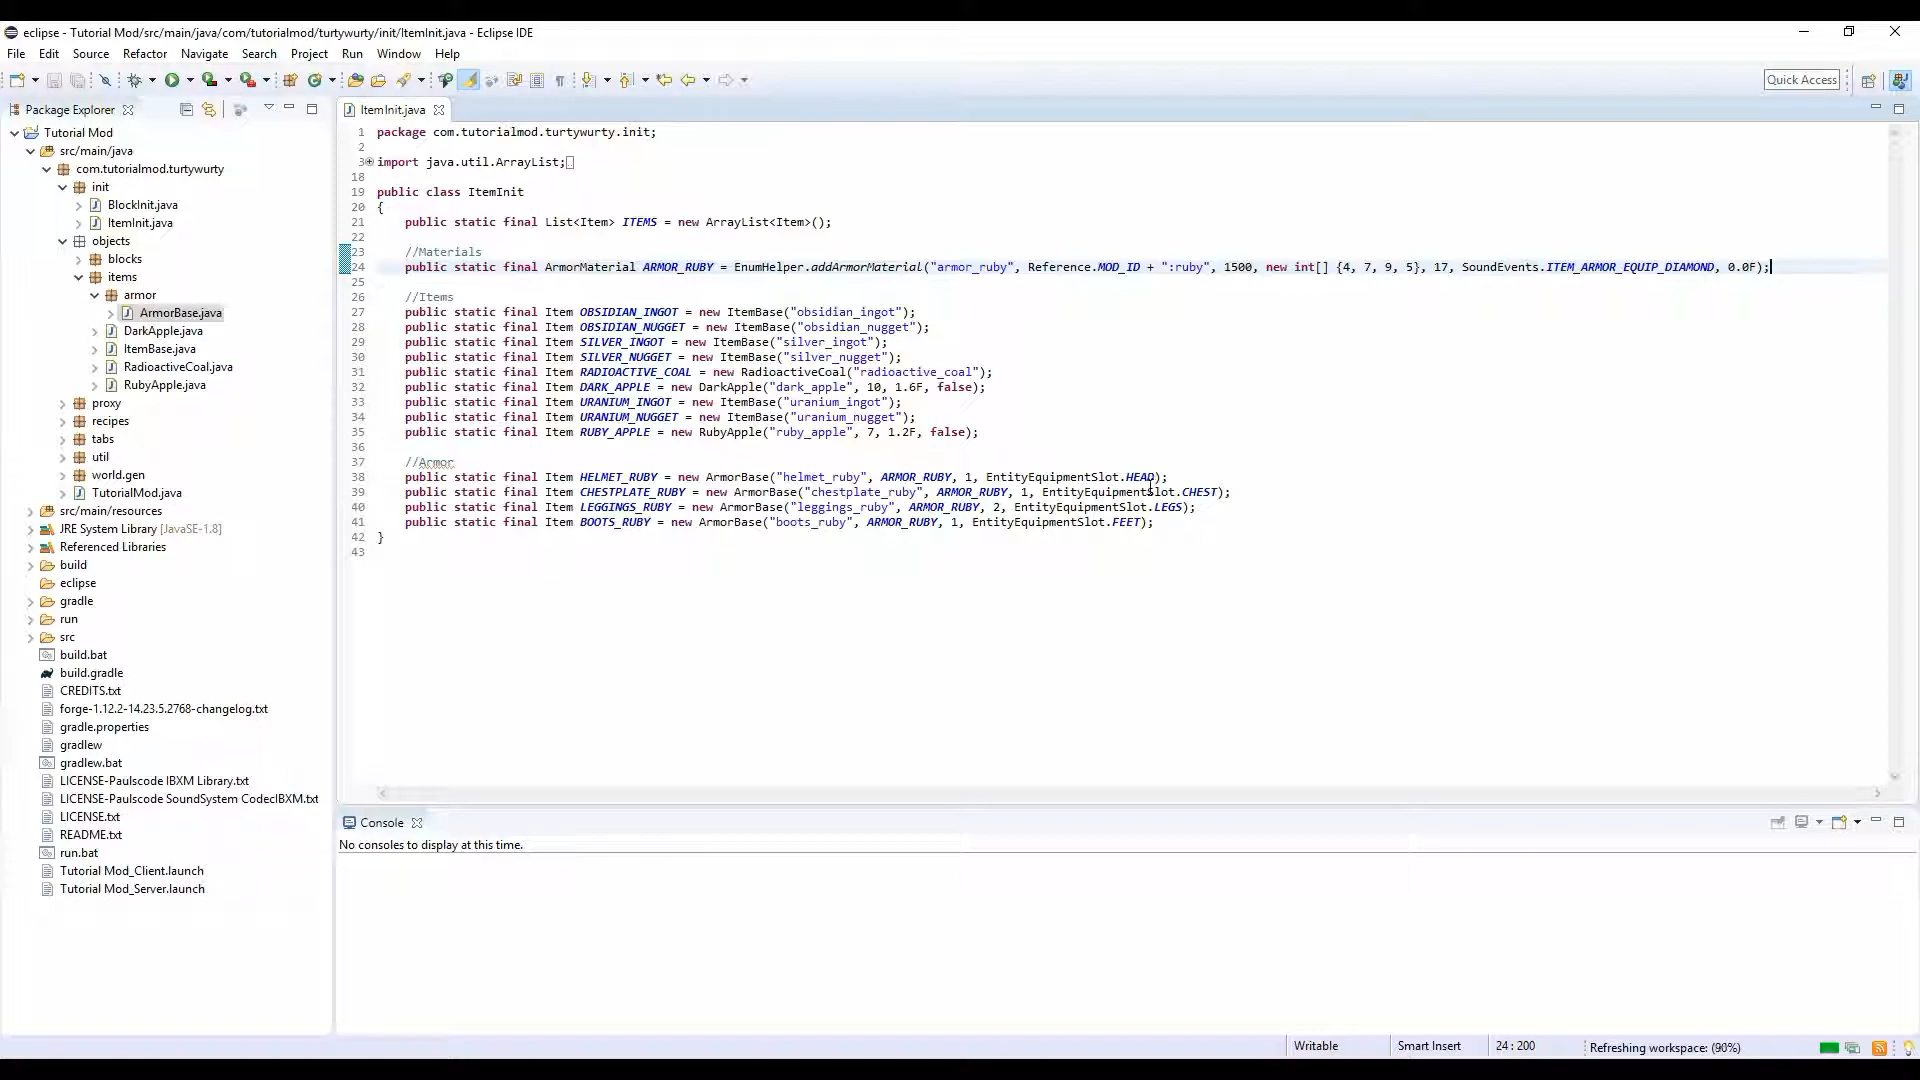 eclipse - Tutorial Mod/src/main/java/com/tutorialmod/turtywurty/init/ItemInit.java - Eclipse IDE
File Edit Source Refactor Navigate Search Project Run Window Help
Quick Access
Package Explorer
Tutorial Mod
src/main/java
com.tutorialmod.turtywurty
init
BlockInit.java
ItemInit.java
objects
blocks
items
armor
ArmorBase.java
DarkApple.java
ItemBase.java
RadioactiveCoal.java
RubyApple.java
proxy
recipes
tabs
util
world.gen
TutorialMod.java
src/main/resources
JRE System Library [JavaSE-1.8]
Referenced Libraries
build
eclipse
gradle
run
src
build.bat
build.gradle
CREDITS.txt
forge-1.12.2-14.23.5.2768-changelog.txt
gradle.properties
gradlew
gradlew.bat
LICENSE-Paulscode IBXM Library.txt
LICENSE-Paulscode SoundSystem CodecIBXM.txt
LICENSE.txt
README.txt
run.bat
Tutorial Mod_Client.launch
Tutorial Mod_Server.launch
ItemInit.java
1 package com.tutorialmod.turtywurty.init;
2
3 import java.util.ArrayList;
18
19 public class ItemInit
20 {
21 public static final List<Item> ITEMS = new ArrayList<Item>();
22
23 //Materials
24 public static final ArmorMaterial ARMOR_RUBY = EnumHelper.addArmorMaterial("armor_ruby", Reference.MOD_ID + ":ruby", 1500, new int[] {4, 7, 9, 5}, 17, SoundEvents.ITEM_ARMOR_EQUIP_DIAMOND, 0.0F);
25
26 //Items
27 public static final Item OBSIDIAN_INGOT = new ItemBase("obsidian_ingot");
28 public static final Item OBSIDIAN_NUGGET = new ItemBase("obsidian_nugget");
29 public static final Item SILVER_INGOT = new ItemBase("silver_ingot");
30 public static final Item SILVER_NUGGET = new ItemBase("silver_nugget");
31 public static final Item RADIOACTIVE_COAL = new RadioactiveCoal("radioactive_coal");
32 public static final Item DARK_APPLE = new DarkApple("dark_apple", 10, 1.6F, false);
33 public static final Item URANIUM_INGOT = new ItemBase("uranium_ingot");
34 public static final Item URANIUM_NUGGET = new ItemBase("uranium_nugget");
35 public static final Item RUBY_APPLE = new RubyApple("ruby_apple", 7, 1.2F, false);
36
37 //Armor
38 public static final Item HELMET_RUBY = new ArmorBase("helmet_ruby", ARMOR_RUBY, 1, EntityEquipmentSlot.HEAD);
39 public static final Item CHESTPLATE_RUBY = new ArmorBase("chestplate_ruby", ARMOR_RUBY, 1, EntityEquipmentSlot.CHEST);
40 public static final Item LEGGINGS_RUBY = new ArmorBase("leggings_ruby", ARMOR_RUBY, 2, EntityEquipmentSlot.LEGS);
41 public static final Item BOOTS_RUBY = new ArmorBase("boots_ruby", ARMOR_RUBY, 1, EntityEquipmentSlot.FEET);
42 }
43
Console
No consoles to display at this time.
Writable Smart Insert 24 : 200 Refreshing workspace: (90%)